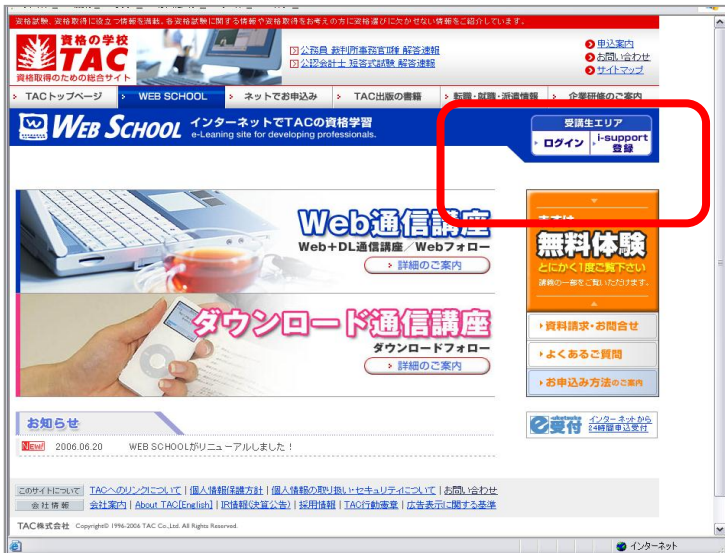 資格試験、資格取得に役立つ情報を満載。各資格試験に関する情報や資格取得をお考えの方に資格選びに欠かせない情報をご紹介しています。
資格の学校
TAC
資格取得のための総合サイト
公務員 裁判所事務官Ⅱ種 解答速報
公認会計士 短答式試験 解答速報
申込案内
お問い合わせ
サイトマップ
TACトップページ WEB SCHOOL ネットでお申込み TAC出版の書籍 転職・就職・派遣情報 企業研修のご案内
WEB SCHOOL インターネットでTACの資格学習
e-Leaning site for developing professionals.
受講生エリア
ログイン i-support登録
Web通信講座
Web+DL通信講座／Webフォロー
詳細のご案内
まずは
無料体験
とにかく1度ご覧下さい
講義の一部をご覧いただけます。
ダウンロード通信講座
ダウンロードフォロー
詳細のご案内
資料請求・お問合せ
よくあるご質問
お申込み方法のご案内
お知らせ
NEW! 2006.06.20 WEB SCHOOLがリニューアルしました！
e受付 インターネットから
24時間申込受付
このサイトについて TACへのリンクについて | 個人情報保護方針 | 個人情報の取り扱い・セキュリティについて | お問い合わせ
会社情報 会社案内 | About TAC[English] | IR情報(決算公告) | 採用情報 | TAC行動憲章 | 広告表示に関する基準
TAC株式会社 Copyright© 1996-2006 TAC Co.,Ltd. All Rights Reserved.
インターネット